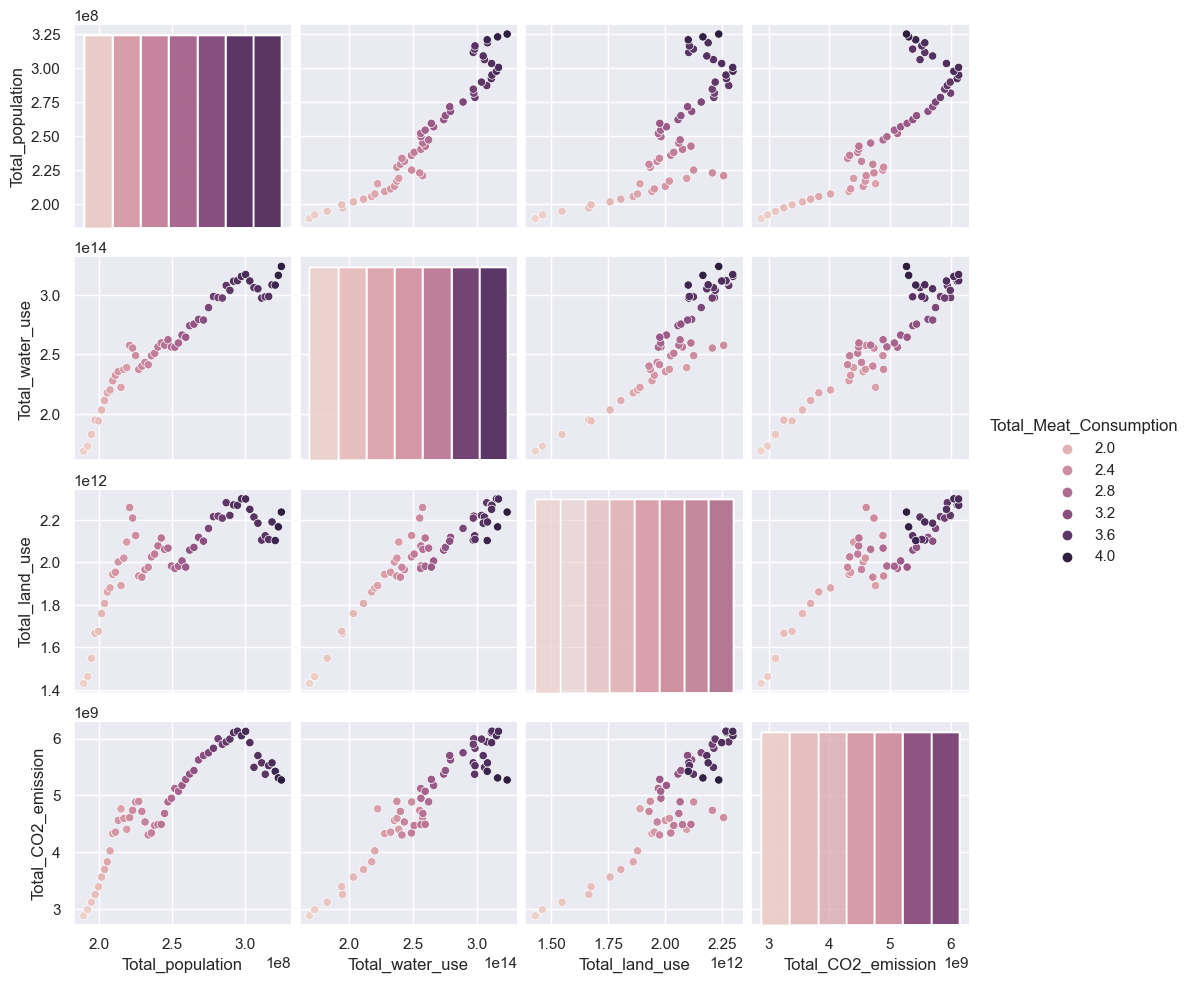 1e8
3.25
3.00
2.75
2.50
2.25
2.00
Total_population
1e14
3.0
2.5
2.0
Total_water_use
1e12
2.2
2.0
1.8
1.6
1.4
Total_land_use
1e9
6
5
4
3
Total_CO2_emission
2.0 2.5 3.0
Total_population 1e8
2.0 2.5 3.0
Total_water_use 1e14
1.50 1.75 2.00 2.25
Total_land_use 1e12
3 4 5 6
Total_CO2_emission 1e9
Total_Meat_Consumption
2.0
2.4
2.8
3.2
3.6
4.0